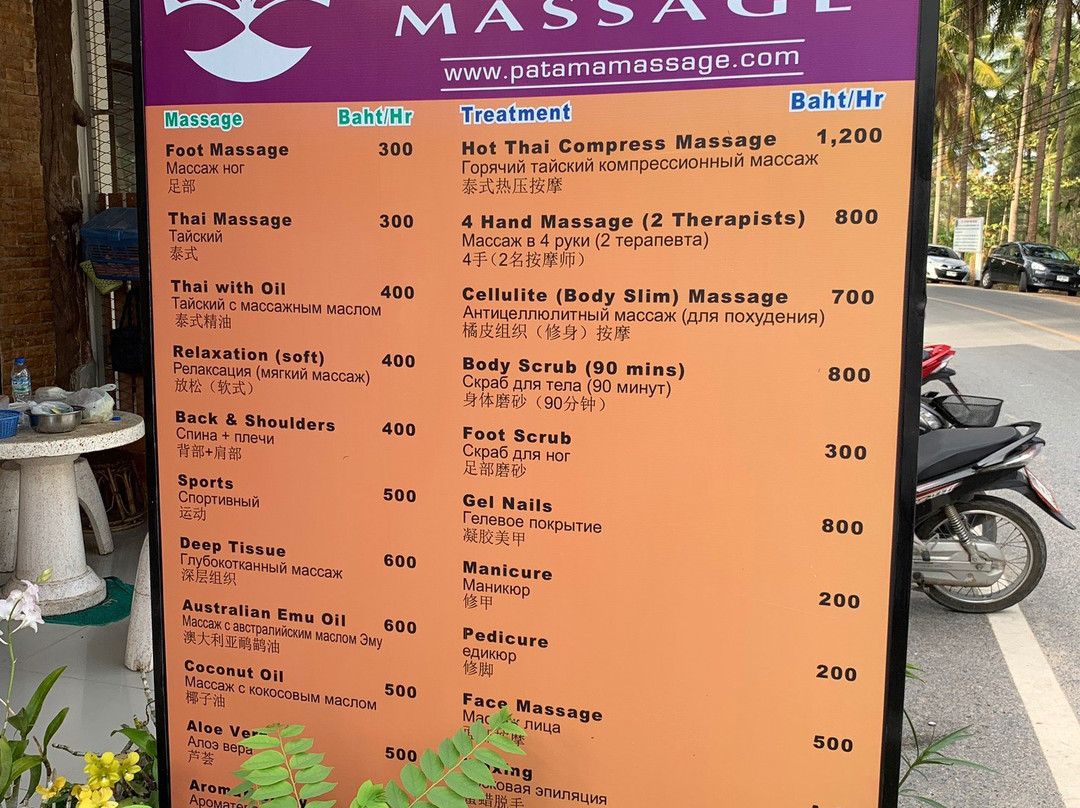 MASSAGE
www.patamamassage.com
Massage Baht/Hr
Foot Massage 300
Массаж ног
足部
Thai Massage 300
Тайский
泰式
Thai with Oil 400
Тайский с массажным маслом
泰式精油
Relaxation (soft) 400
Релаксация (мягкий массаж)
放松（软式）
Back & Shoulders 400
Спина + плечи
背部+肩部
Sports 500
Спортивный
运动
Deep Tissue 600
Глубокотканный массаж
深层组织
Australian Emu Oil 600
Массаж с австралийским маслом Эму
澳大利亚鸸鹋油
Coconut Oil 500
Массаж с кокосовым маслом
椰子油
Aloe 500
Алоэ вера
芦荟
Treatment Baht/Hr
Hot Thai Compress Massage 1,200
Горячий тайский компрессионный массаж
泰式热压按摩
4 Hand Massage (2 Therapists) 800
Массаж в 4 руки (2 терапевта)
4手（2名按摩师）
Cellulite (Body Slim) Massage 700
Антицеллюлитный массаж (для похудения)
橘皮组织（修身）按摩
Body Scrub (90 mins) 800
Скраб для тела (90 минут)
身体磨砂（90分钟）
Foot Scrub 300
Скраб для ног
足部磨砂
Gel Nails 800
Гелевое покрытие
凝胶美甲
Manicure 200
Маникюр
修甲
Pedicure 200
едикюр
修脚
Face Massage 500
лица
эпиляция